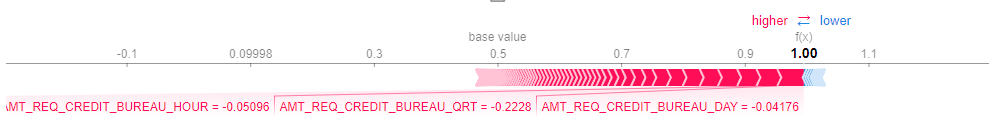 higher ⇄ lower
base value f(x)
-0.1 0.09998 0.3 0.5 0.7 0.9 1.00 1.1
AMT_REQ_CREDIT_BUREAU_HOUR = -0.05096 AMT_REQ_CREDIT_BUREAU_QRT = -0.2228 AMT_REQ_CREDIT_BUREAU_DAY = -0.04176